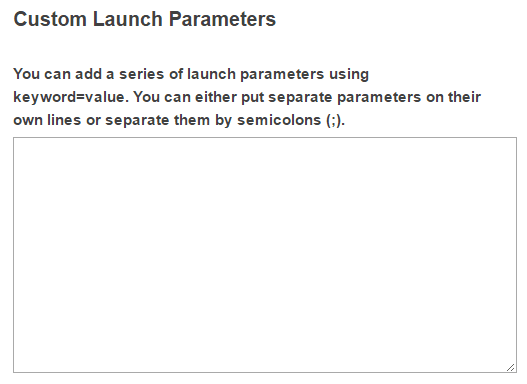 Custom Launch Parameters
You can add a series of launch parameters using
keyword=value. You can either put separate parameters on their
own lines or separate them by semicolons (;).